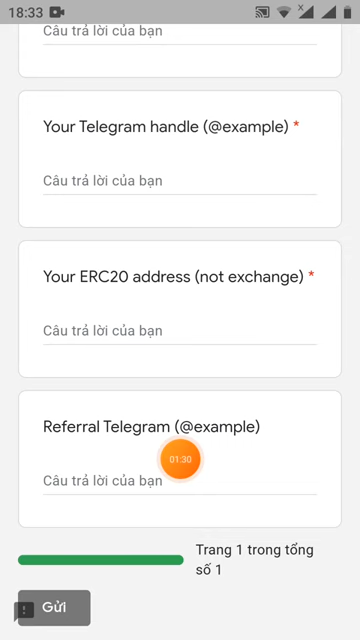 18:33
Câu trả lời của bạn
Your Telegram handle (@example) *
Câu trả lời của bạn
Your ERC20 address (not exchange) *
Câu trả lời của bạn
Referral Telegram (@example)
01:30
Câu trả lời của bạn
Trang 1 trong tổng
số 1
Gửi